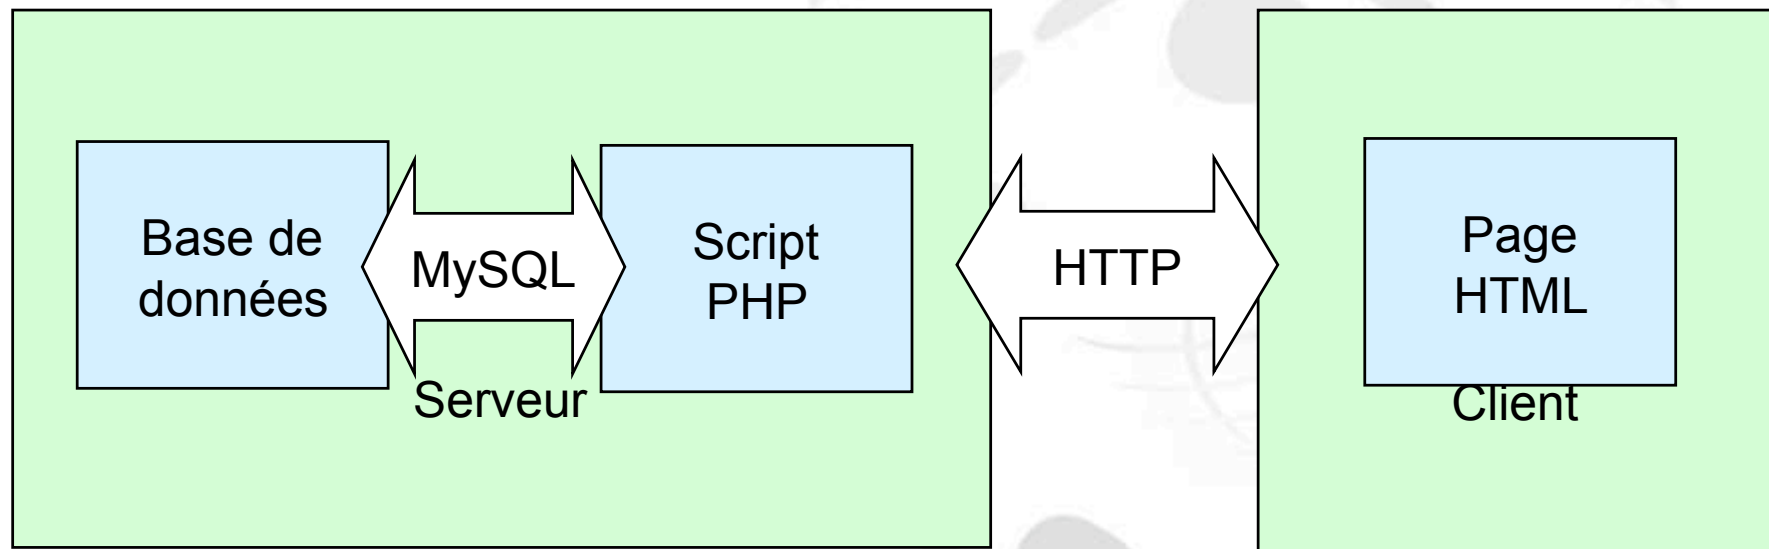 Base de
données
MySQL
Script
PHP
Serveur
HTTP
Page
HTML
Client